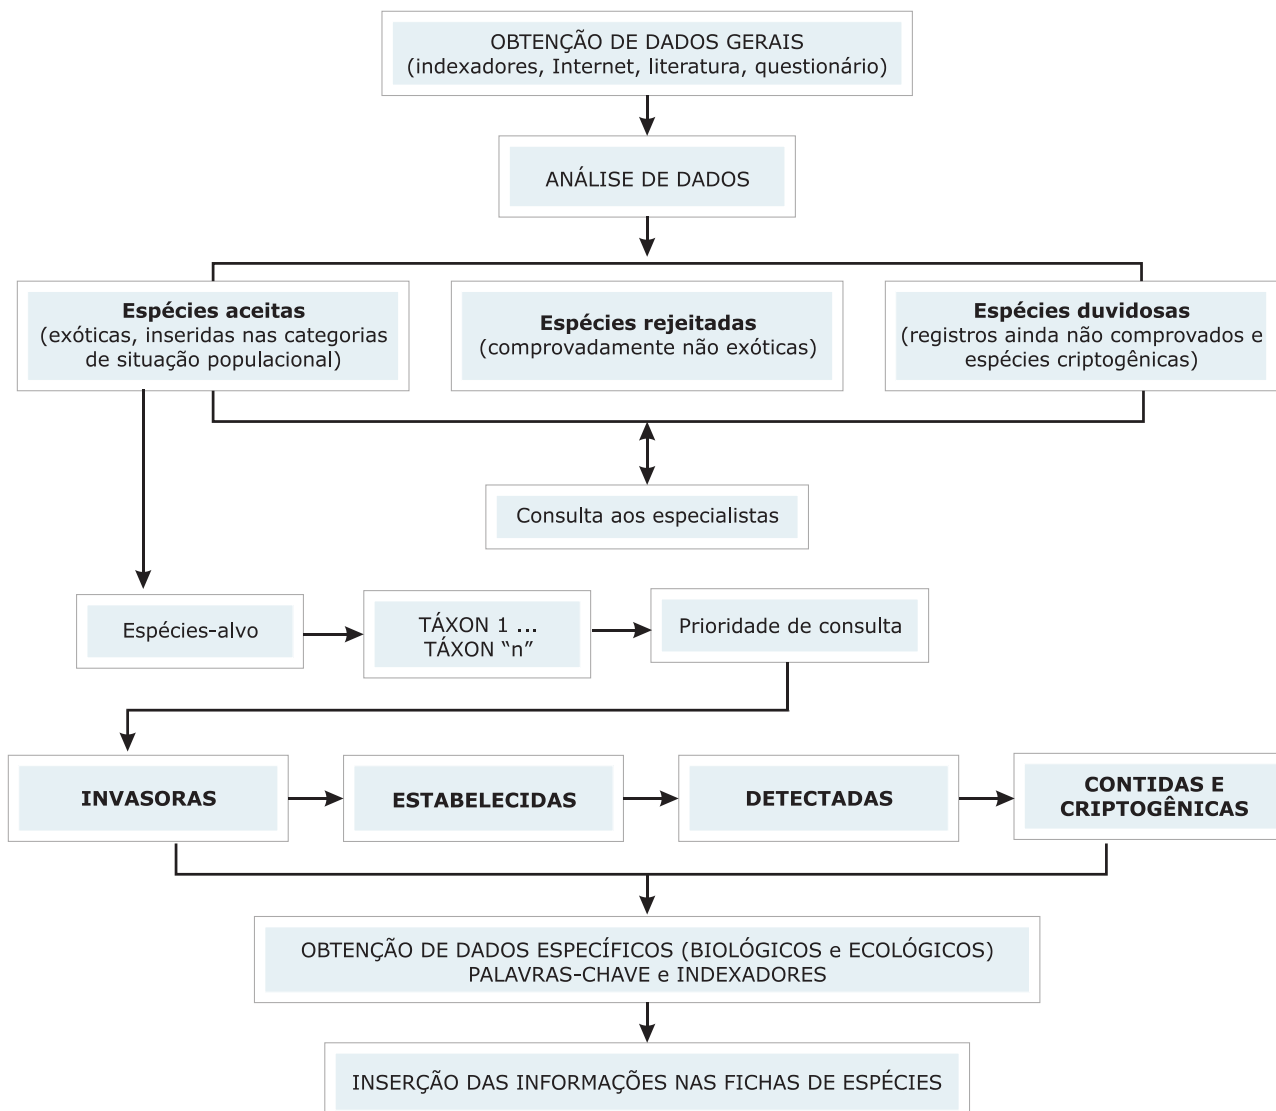 OBTENÇÃO DE DADOS GERAIS
(indexadores, Internet, literatura, questionário)
ANÁLISE DE DADOS
Espécies aceitas
(exóticas, inseridas nas categorias
de situação populacional)
Espécies rejeitadas
(comprovadamente não exóticas)
Espécies duvidosas
(registros ainda não comprovados e
espécies criptogênicas)
Consulta aos especialistas
Espécies-alvo
TÁXON 1 ...
TÁXON “n”
Prioridade de consulta
INVASORAS
ESTABELECIDAS
DETECTADAS
CONTIDAS E
CRIPTOGÊNICAS
OBTENÇÃO DE DADOS ESPECÍFICOS (BIOLÓGICOS e ECOLÓGICOS)
PALAVRAS-CHAVE e INDEXADORES
INSERÇÃO DAS INFORMAÇÕES NAS FICHAS DE ESPÉCIES